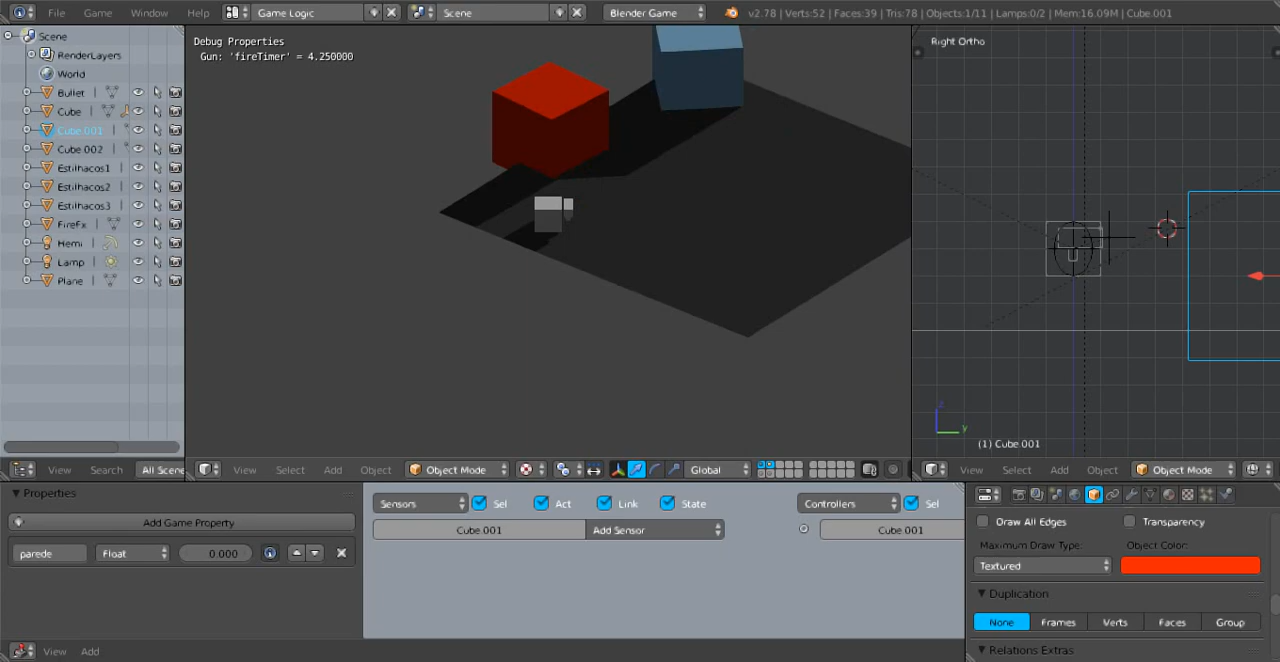 File Game Window Help Game Logic Scene Blender Game v2.78 | Verts:52 | Faces:39 | Tris:78 | Objects:1/11 | Lamps:0/2 | Mem:16.09M | Cube.001
Scene
RenderLayers
World
Bullet
Cube
Cube.001
Cube.002
Estilhacos1
Estilhacos2
Estilhacos3
FireFx
Hemi
Lamp
Plane
View Search All Scene
Debug Properties
Gun: 'fireTimer' = 4.250000
View Select Add Object Object Mode Global
Right Ortho
z
y
(1) Cube.001
View Select Add Object Object Mode
Properties
Add Game Property
parede Float 0.000
View Add
Sensors Sel Act Link State Controllers Sel
Cube.001 Add Sensor Cube.001
Draw All Edges Transparency
Maximum Draw Type: Object Color:
Textured
Duplication
None Frames Verts Faces Group
Relations Extras